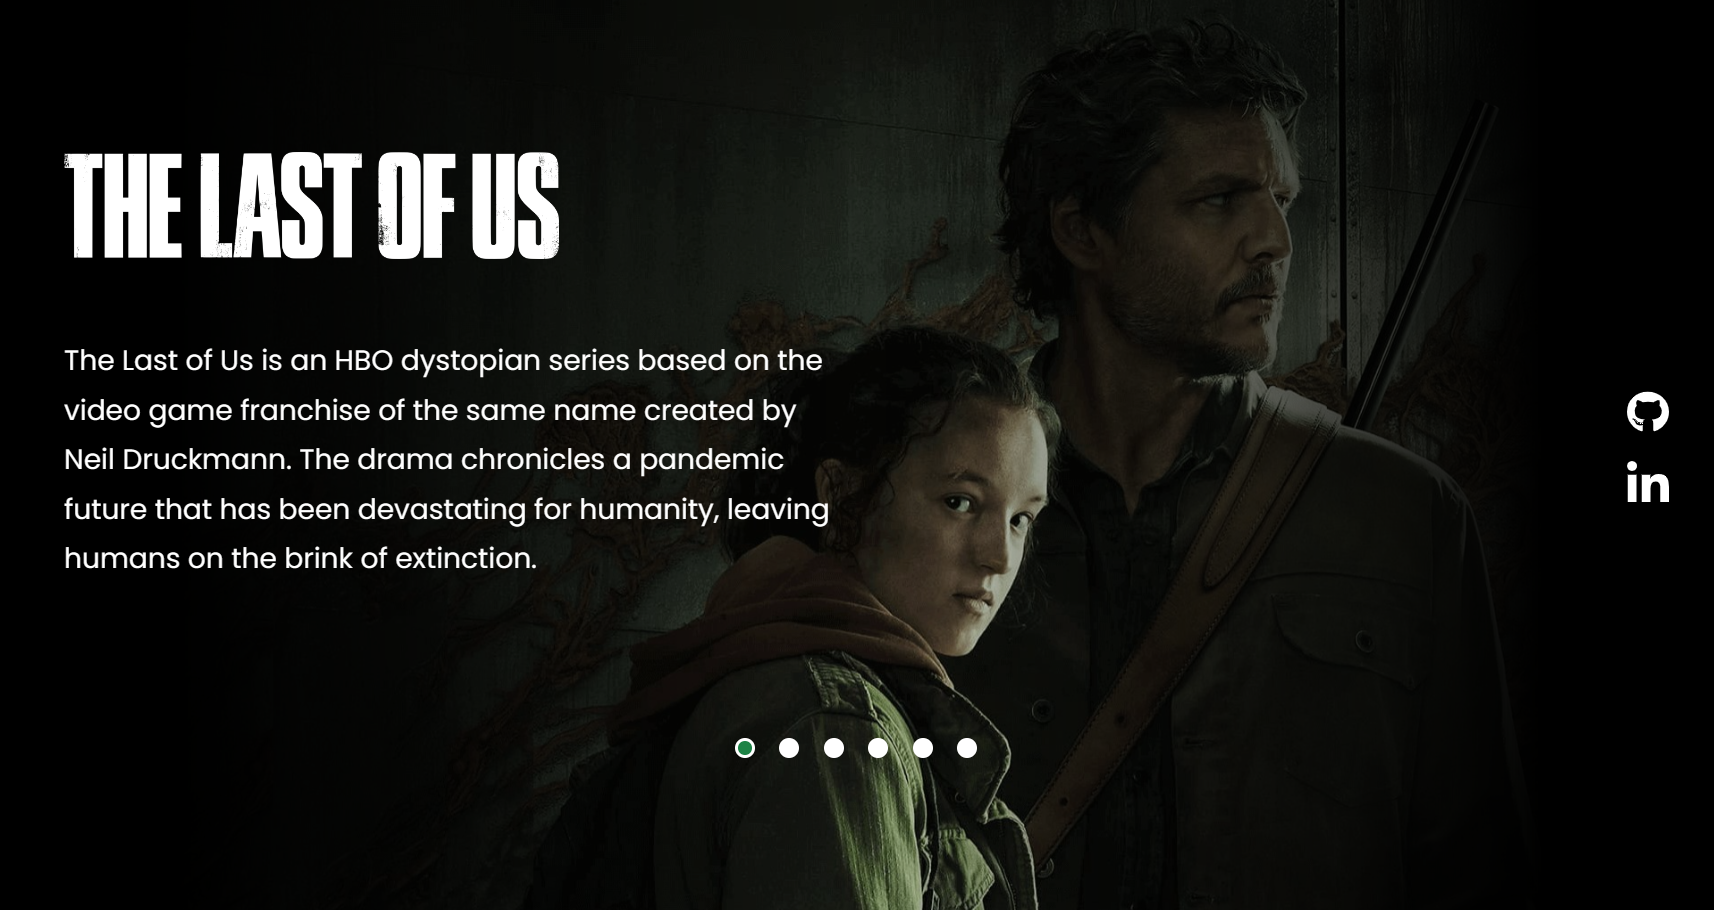 THE LAST OF US
The Last of Us is an HBO dystopian series based on the
video game franchise of the same name created by
Neil Druckmann. The drama chronicles a pandemic
future that has been devastating for humanity, leaving
humans on the brink of extinction.
in